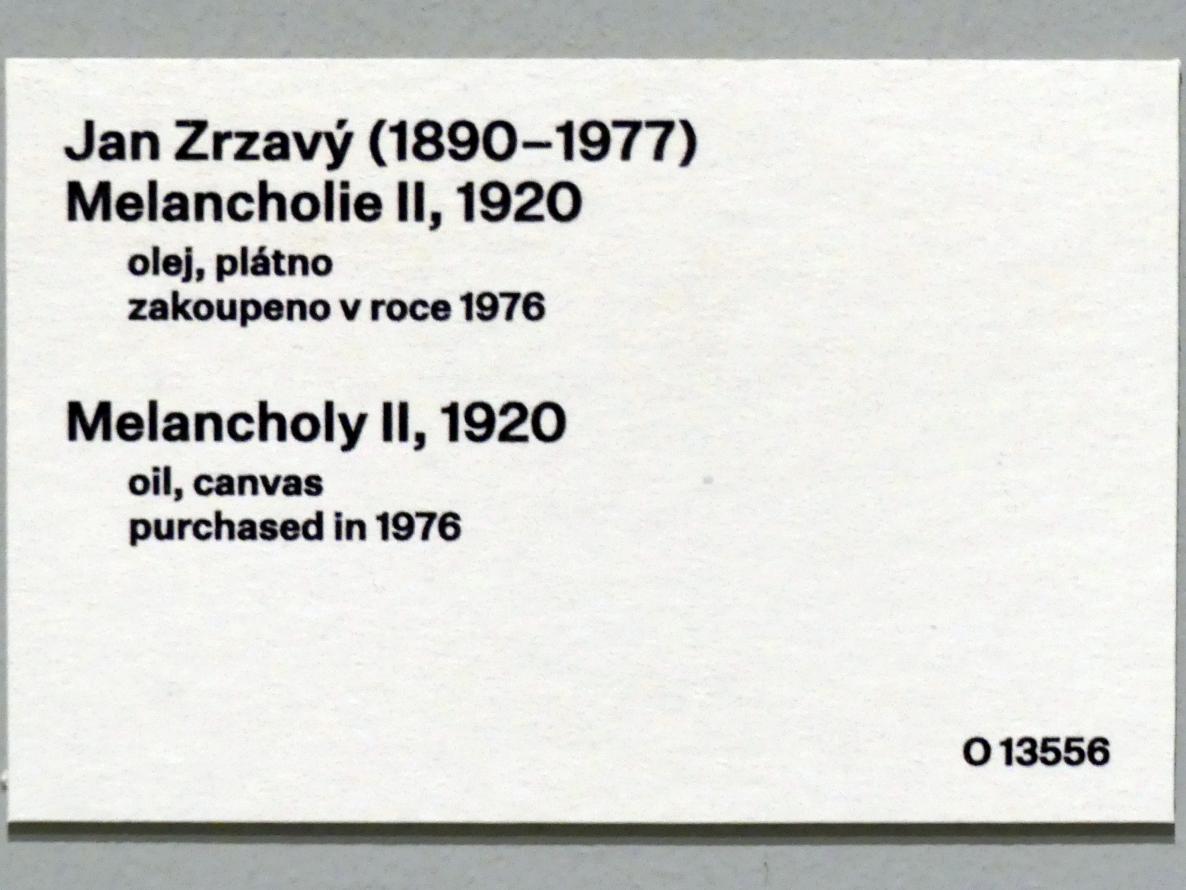 Jan Zrzavý (1890–1977)
Melancholie II, 1920
olej, plátno
zakoupeno v roce 1976
Melancholy II, 1920
oil, canvas
purchased in 1976
O 13556